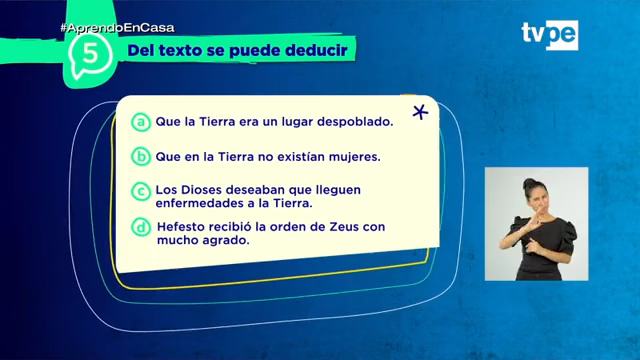 #AprendoEnCasa
5
Del texto se puede deducir
tvpe
a Que la Tierra era un lugar despoblado.
b Que en la Tierra no existían mujeres.
c Los Dioses deseaban que lleguen
enfermedades a la Tierra.
d Hefesto recibió la orden de Zeus con
mucho agrado.